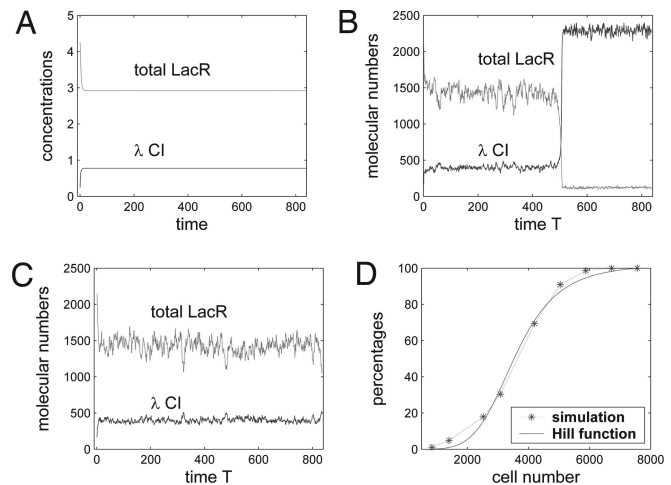 A
5
4
3
2
1
0
0 200 400 600 800
concentrations
time
total LacR
λ CI
B
2500
2000
1500
1000
500
0
0 200 400 600 800
molecular numbers
time T
total LacR
λ CI
C
2500
2000
1500
1000
500
0
0 200 400 600 800
molecular numbers
time T
total LacR
λ CI
D
100
80
60
40
20
0
2000 4000 6000 8000
percentages
cell number
simulation
Hill function